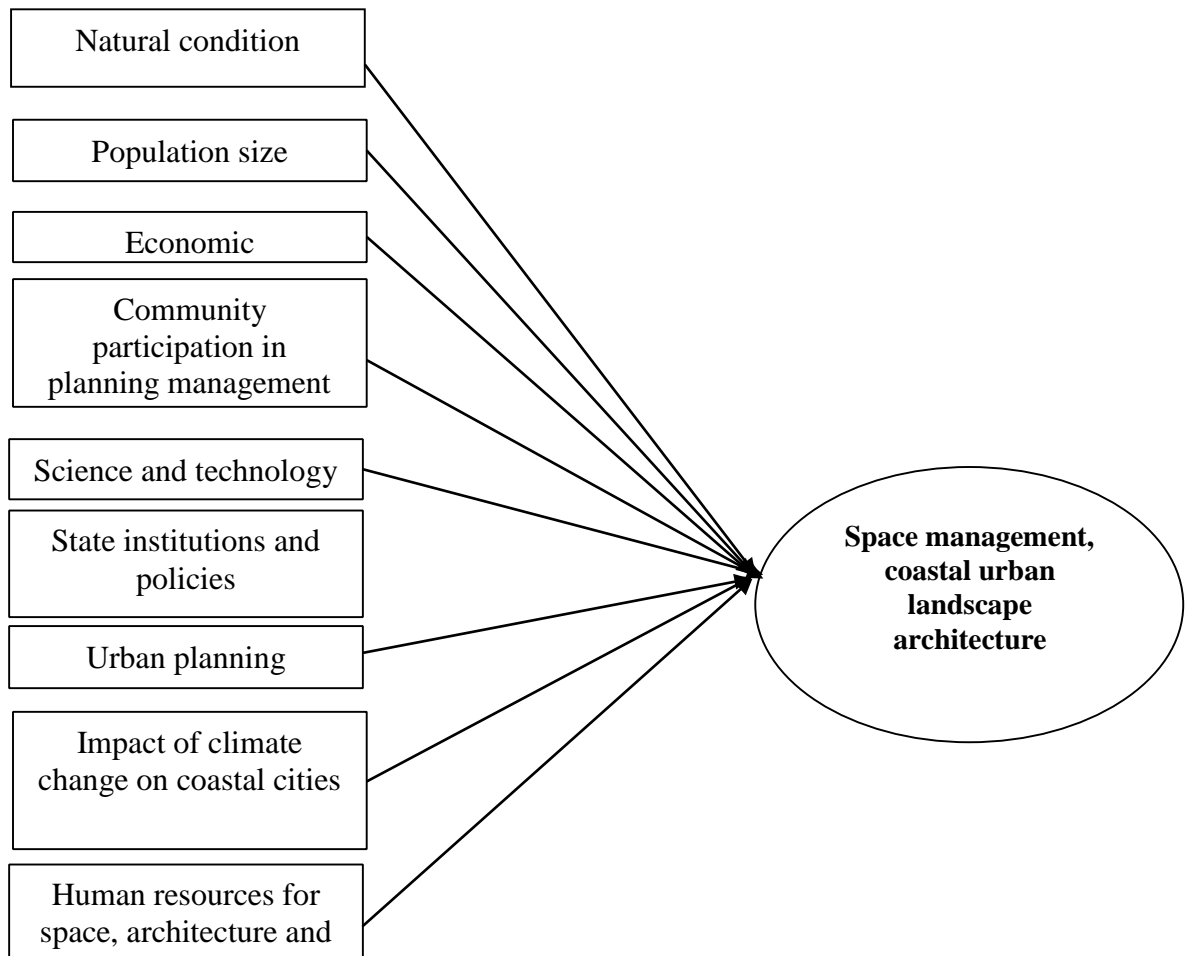 Natural condition
Population size
Economic
Community
participation in
planning management
Science and technology
State institutions and
policies
Urban planning
Impact of climate
change on coastal cities
Human resources for
space, architecture and
Space management,
coastal urban
landscape
architecture